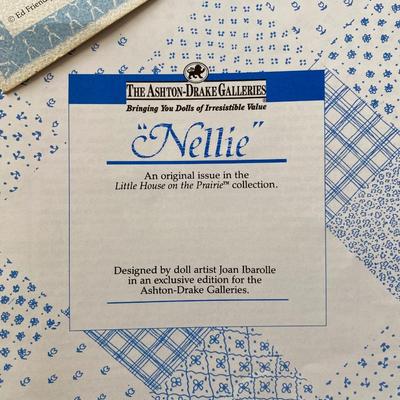 © Ed Friend
THE ASHTON-DRAKE GALLERIES
Bringing You Dolls of Irresistible Value
"Nellie"
An original issue in the
Little House on the Prairie™ collection.
Designed by doll artist Joan Ibarolle
in an exclusive edition for the
Ashton-Drake Galleries.